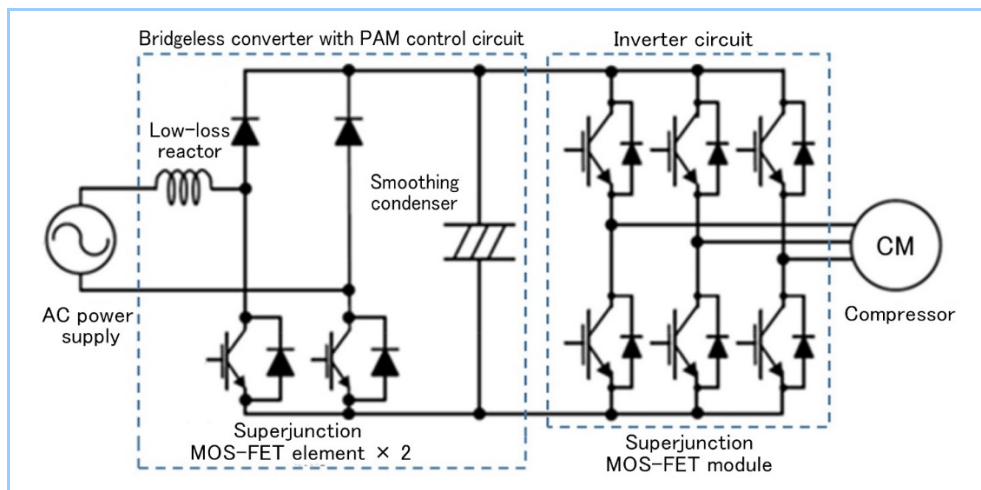 Bridgeless converter with PAM control circuit
Inverter circuit
Low-loss
reactor
Smoothing
condenser
CM
AC power
supply
Compressor
Superjunction
MOS-FET element × 2
Superjunction
MOS-FET module